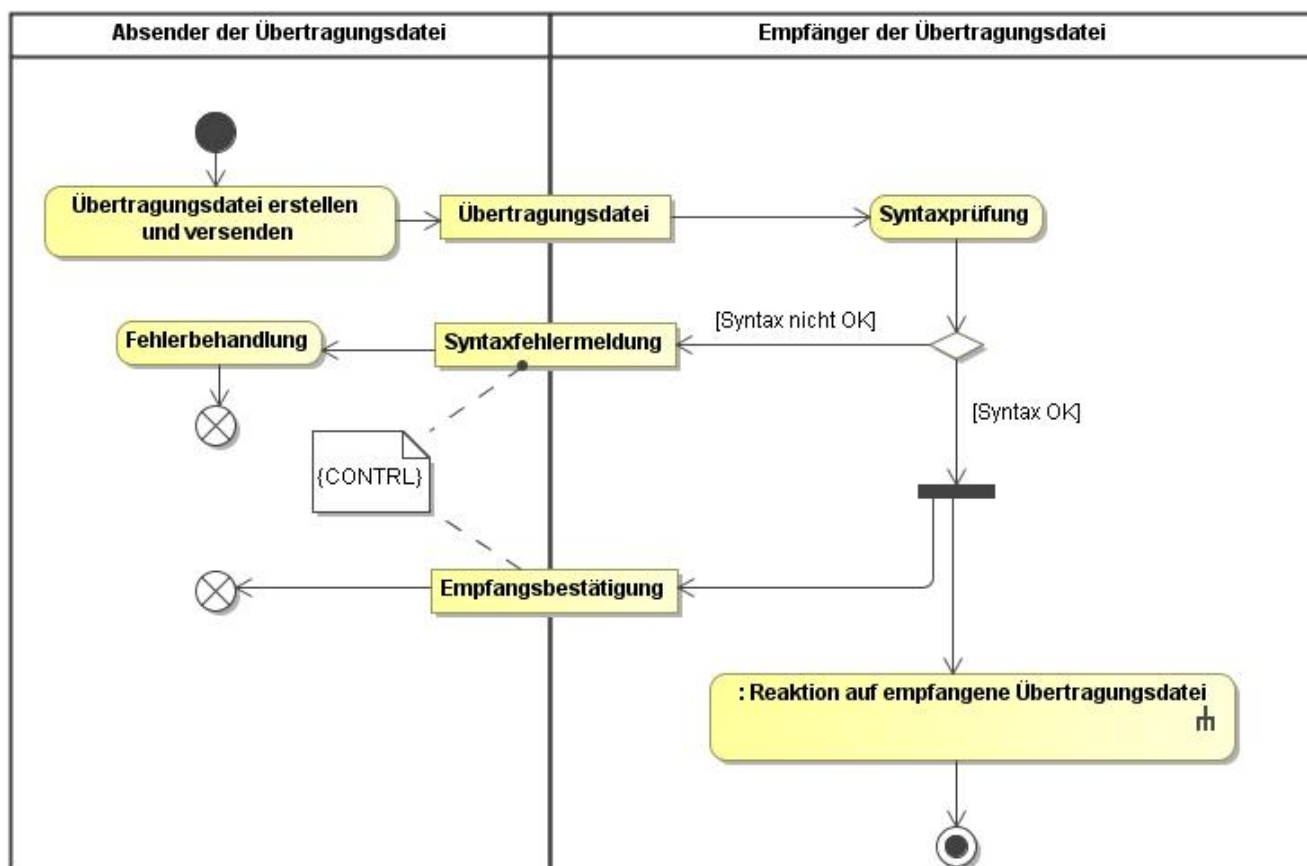 Absender der Übertragungsdatei
Empfänger der Übertragungsdatei
Übertragungsdatei erstellen
und versenden
Übertragungsdatei
Syntaxprüfung
[Syntax nicht OK]
Syntaxfehlermeldung
Fehlerbehandlung
[Syntax OK]
{CONTRL}
Empfangsbestätigung
: Reaktion auf empfangene Übertragungsdatei